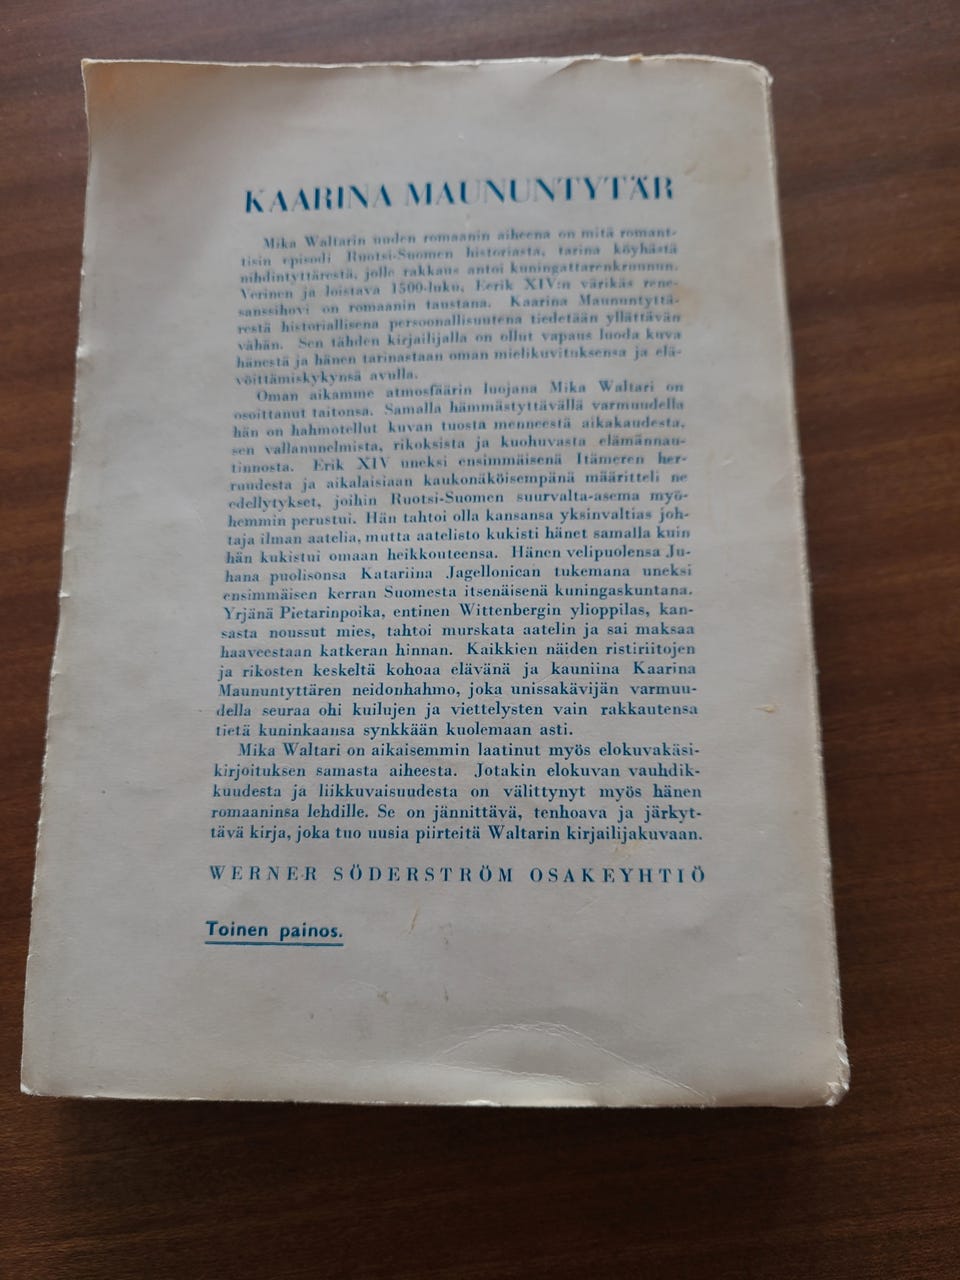 KAARINA MAUNUNTYTÄR
Mika Waltarin uuden romaanin aiheena on mitä romant-
tisin episodi Ruotsi-Suomen historiasta, tarina köyhästä
nihdintyttärestä, jolle rakkaus antoi kuningattarenkruunun.
Verinen ja loistava 1500-luku, Eerik XIV:n värikäs rene-
sanssihovi on romaanin taustana. Kaarina Maununtyttä-
restä historiallisena persoonallisuutena tiedetään yllättävän
vähän. Sen tähden kirjailijalla on ollut vapaus luoda kuva
hänestä ja hänen tarinastaan oman mielikuvituksensa ja elä-
vöittämiskykynsä avulla.
Oman aikamme atmosfäärin luojana Mika Waltari on
osoittanut taitonsa. Samalla hämmästyttävällä varmuudella
hän on hahmotellut kuvan tuosta menneestä aikakaudesta,
sen vallanunelmista, rikoksista ja kuohuvasta elämännau-
tinnosta. Erik XIV uneksi ensimmäisenä Itämeren her-
ruudesta ja aikalaisiaan kaukonäköisempänä määritteli ne
edellytykset, joihin Ruotsi-Suomen suurvalta-asema myö-
hemmin perustui. Hän tahtoi olla kansansa yksinvaltias joh-
taja ilman aatelia, mutta aatelisto kukisti hänet samalla kuin
hän kukistui omaan heikkouteensa. Hänen velipuolensa Ju-
hana puolisonsa Katariina Jagellonican tukemana uneksi
ensimmäisen kerran Suomesta itsenäisenä kuningaskuntana.
Yrjänä Pietarinpoika, entinen Wittenbergin ylioppilas, kan-
sasta noussut mies, tahtoi murskata aatelin ja sai maksaa
haaveestaan katkeran hinnan. Kaikkien näiden ristiriitojen
ja rikosten keskeltä kohoaa elävänä ja kauniina Kaarina
Maununtyttären neidonhahmo, joka unissakävijän varmuu-
della seuraa ohi kuilujen ja viettelysten vain rakkautensa
tietä kuninkaansa synkkään kuolemaan asti.
Mika Waltari on aikaisemmin laatinut myös elokuvakäsi-
kirjoituksen samasta aiheesta. Jotakin elokuvan vauhdik-
kuudesta ja liikkuvaisuudesta on välittynyt myös hänen
romaaninsa lehdille. Se on jännittävä, tenhoava ja järkyt-
tävä kirja, joka tuo uusia piirteitä Waltarin kirjailijakuvaan.
WERNER SÖDERSTRÖM OSAKEYHTIÖ
Toinen painos.